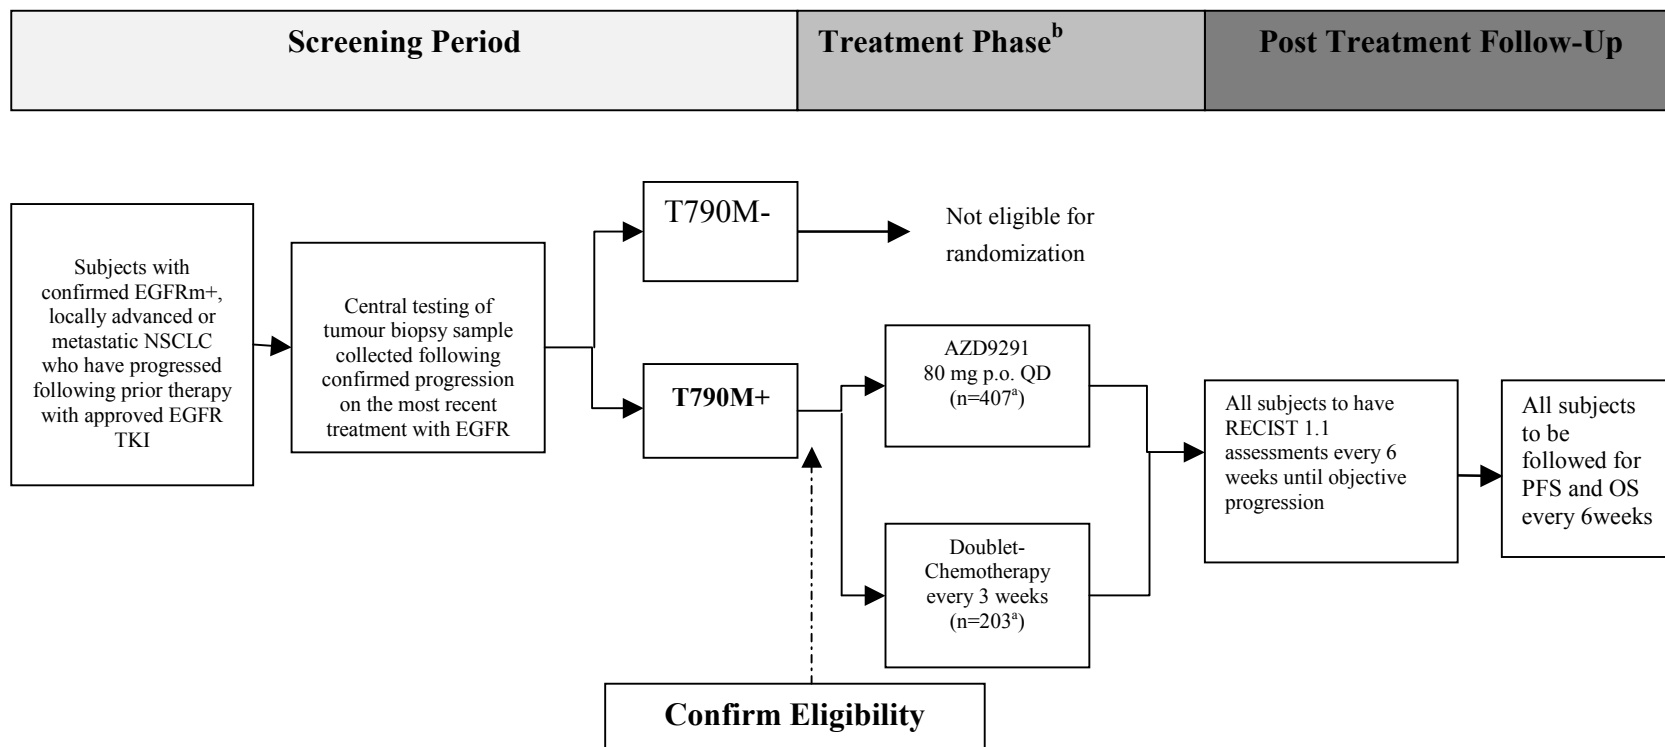 Screening Period
Treatment Phaseᵇ
Post Treatment Follow-Up
Subjects with
confirmed EGFRm+,
locally advanced or
metastatic NSCLC
who have progressed
following prior therapy
with approved EGFR
TKI
Central testing of
tumour biopsy sample
collected following
confirmed progression
on the most recent
treatment with EGFR
T790M-
Not eligible for
randomization
T790M+
AZD9291
80 mg p.o. QD
(n=407ᵃ)
Doublet-
Chemotherapy
every 3 weeks
(n=203ᵃ)
All subjects to have
RECIST 1.1
assessments every 6
weeks until objective
progression
All subjects
to be
followed for
PFS and OS
every 6weeks
Confirm Eligibility